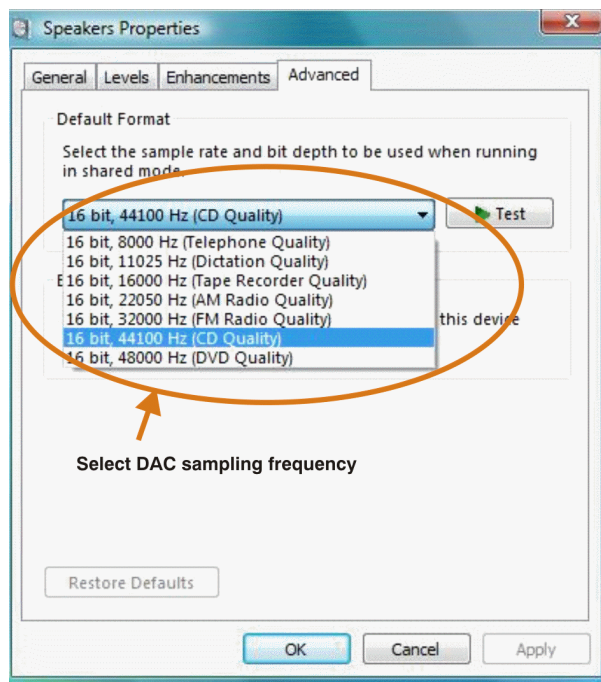 Speakers Properties
General Levels Enhancements Advanced
Default Format
Select the sample rate and bit depth to be used when running
in shared mode.
16 bit, 44100 Hz (CD Quality)
Test
16 bit, 8000 Hz (Telephone Quality)
16 bit, 11025 Hz (Dictation Quality)
E
16 bit, 16000 Hz (Tape Recorder Quality)
16 bit, 22050 Hz (AM Radio Quality)
16 bit, 32000 Hz (FM Radio Quality)
this device
16 bit, 44100 Hz (CD Quality)
16 bit, 48000 Hz (DVD Quality)
Select DAC sampling frequency
Restore Defaults
OK Cancel Apply